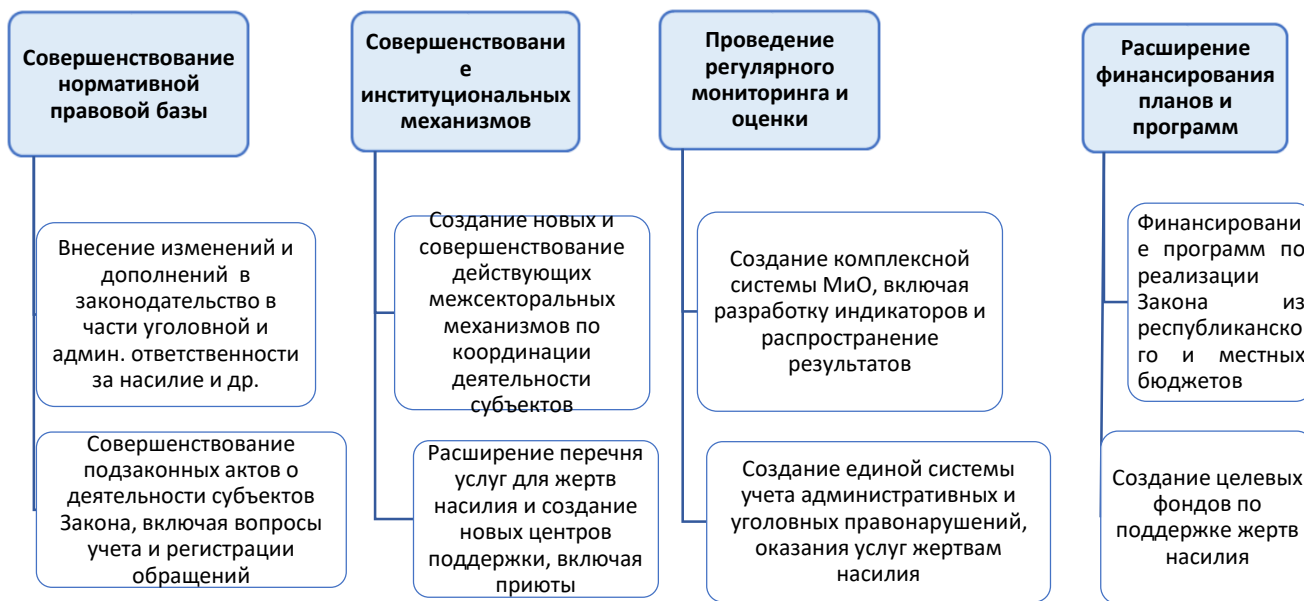 Совершенствование
нормативной
правовой базы
Внесение изменений и
дополнений в
законодательство в
части уголовной и
админ. ответственности
за насилие и др.
Совершенствование
подзаконных актов о
деятельности субъектов
Закона, включая вопросы
учета и регистрации
обращений
Совершенствовани
е
институциональных
механизмов
Создание новых и
совершенствование
действующих
межсекторальных
механизмов по
координации
деятельности
субъектов
Расширение перечня
услуг для жертв
насилия и создание
новых центров
поддержки, включая
приюты
Проведение
регулярного
мониторинга и
оценки
Создание комплексной
системы МиО, включая
разработку индикаторов и
распространение
результатов
Создание единой системы
учета административных и
уголовных правонарушений,
оказания услуг жертвам
насилия
Расширение
финансирования
планов и
программ
Финансировани
е программ по
реализации
Закона из
республиканско
го и местных
бюджетов
Создание целевых
фондов по
поддержке жертв
насилия